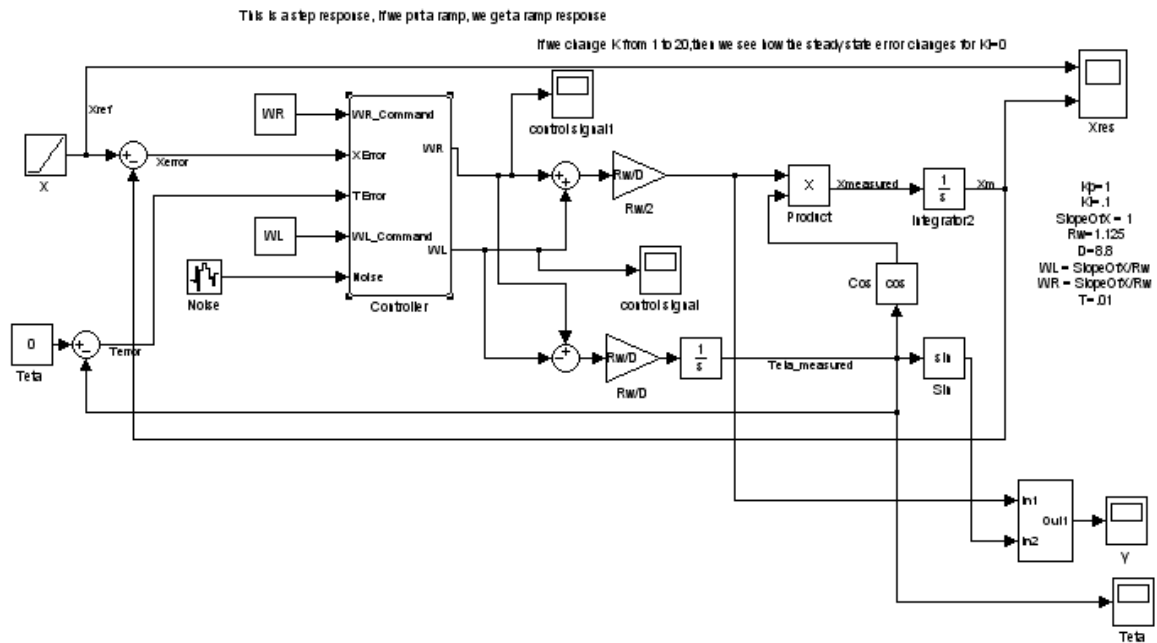 This is a step response, If we put a ramp, we get a ramp response
If we change K from 1 to 20, then we see how the steady state error changes for KI=0
Xref
X
+
-
Xerror
WR
WL
Noise
WR_Command
XError
TError
WL_Command
Noise
WR
WL
Controller
control signal1
control signal
+
+
Rw/D
Rw/2
X
Product
Xmeasured
1
s
Integrator2
Xm
Xres
Kp=1
KI=.1
SlopeOfX = 1
Rw=1.125
D=8.8
WL = SlopeOfX/Rw
WR = SlopeOfX/Rw
T=.01
Cos
cos
0
Teta
+
-
Terror
-
+
Rw/D
Rw/D
1
s
Teta_measured
sin
Sin
In1
In2
Out1
Y
Teta